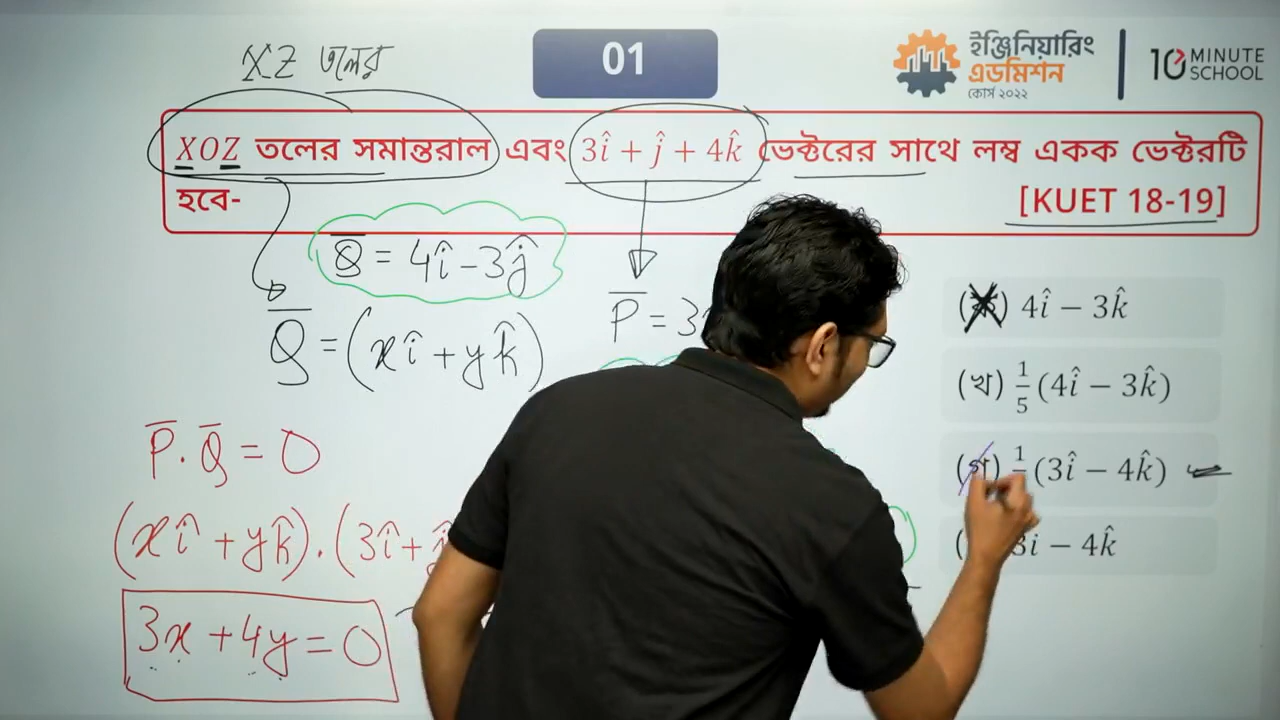 XZ তলের
01
ইঞ্জিনিয়ারিং
এডমিশন
কোর্স ২০২২
10 MINUTE
SCHOOL
XOZ তলের সমান্তরাল এবং 3î + ĵ + 4k̂ ভেক্টরের সাথে লম্ব একক ভেক্টরটি
হবে-
[KUET 18-19]
Q̅ = 4î - 3ĵ
P̅ = 3
Q̅ = (xî + yk̂)
P̅ . Q̅ = 0
(xî + yk̂) . (3î +
3x + 4y = 0
4î − 3k̂
(খ) 1/5 (4î − 3k̂)
(গ) 1 (3î − 4k̂)
3i − 4k̂